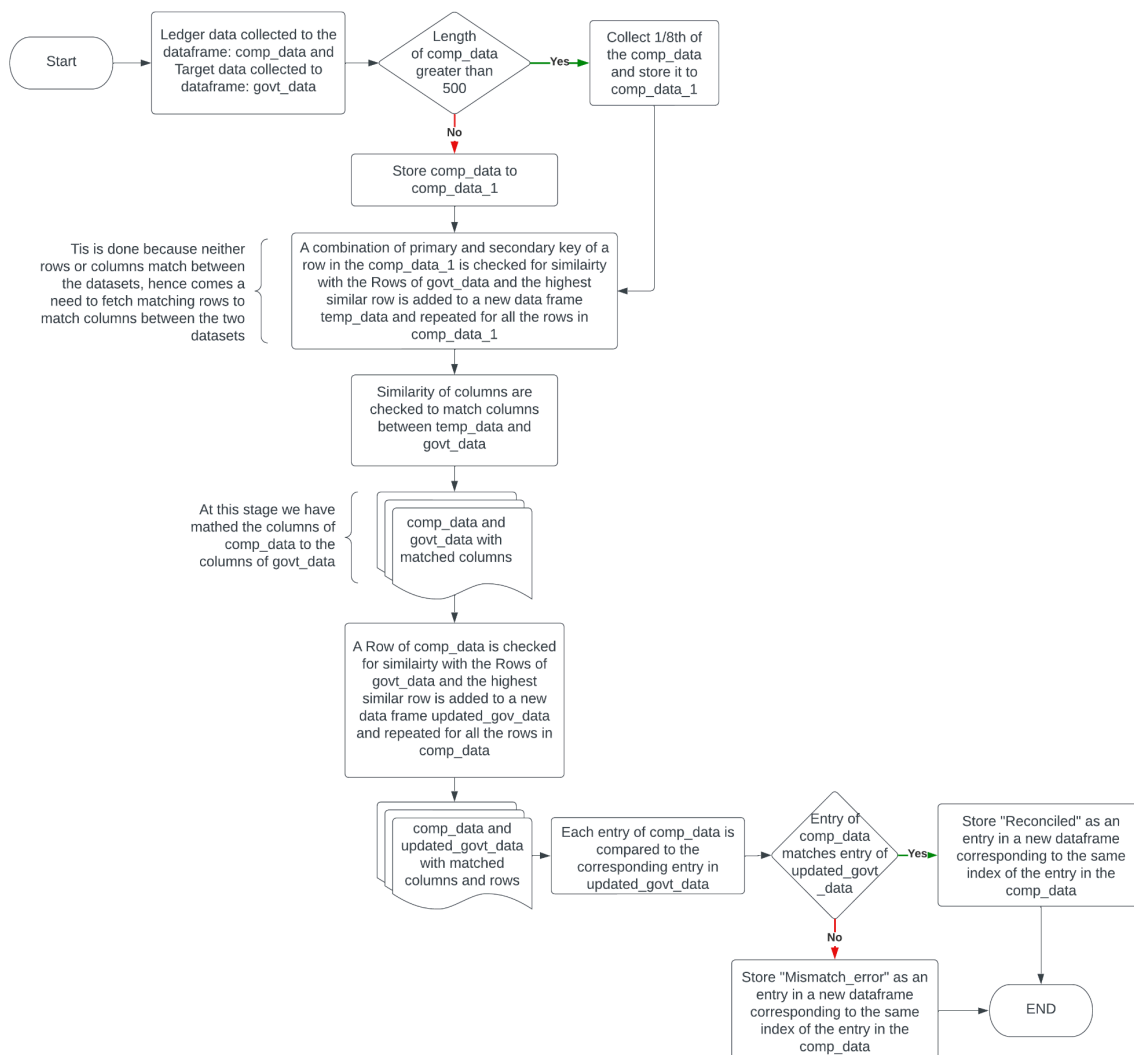 Start
Ledger data collected to the
dataframe: comp_data and
Target data collected to
dataframe: govt_data
Length
of comp_data
greater than
500
Yes
Collect 1/8th of
the comp_data
and store it to
comp_data_1
No
Store comp_data to
comp_data_1
Tis is done because neither
rows or columns match between
the datasets, hence comes a
need to fetch matching rows to
match columns between the two
datasets
A combination of primary and secondary key of a
row in the comp_data_1 is checked for similairty
with the Rows of govt_data and the highest
similar row is added to a new data frame
temp_data and repeated for all the rows in
comp_data_1
Similarity of columns are
checked to match columns
between temp_data and
govt_data
At this stage we have
mathed the columns of
comp_data to the
columns of govt_data
comp_data and
govt_data with
matched columns
A Row of comp_data is checked
for similairty with the Rows of
govt_data and the highest
similar row is added to a new
data frame updated_gov_data
and repeated for all the rows in
comp_data
comp_data and
updated_govt_data
with matched
columns and rows
Each entry of comp_data is
compared to the
corresponding entry in
updated_govt_data
Entry of
comp_data
matches entry of
updated_govt
_data
Yes
Store "Reconciled" as an
entry in a new dataframe
corresponding to the same
index of the entry in the
comp_data
No
Store "Mismatch_error" as an
entry in a new dataframe
corresponding to the same
index of the entry in the
comp_data
END